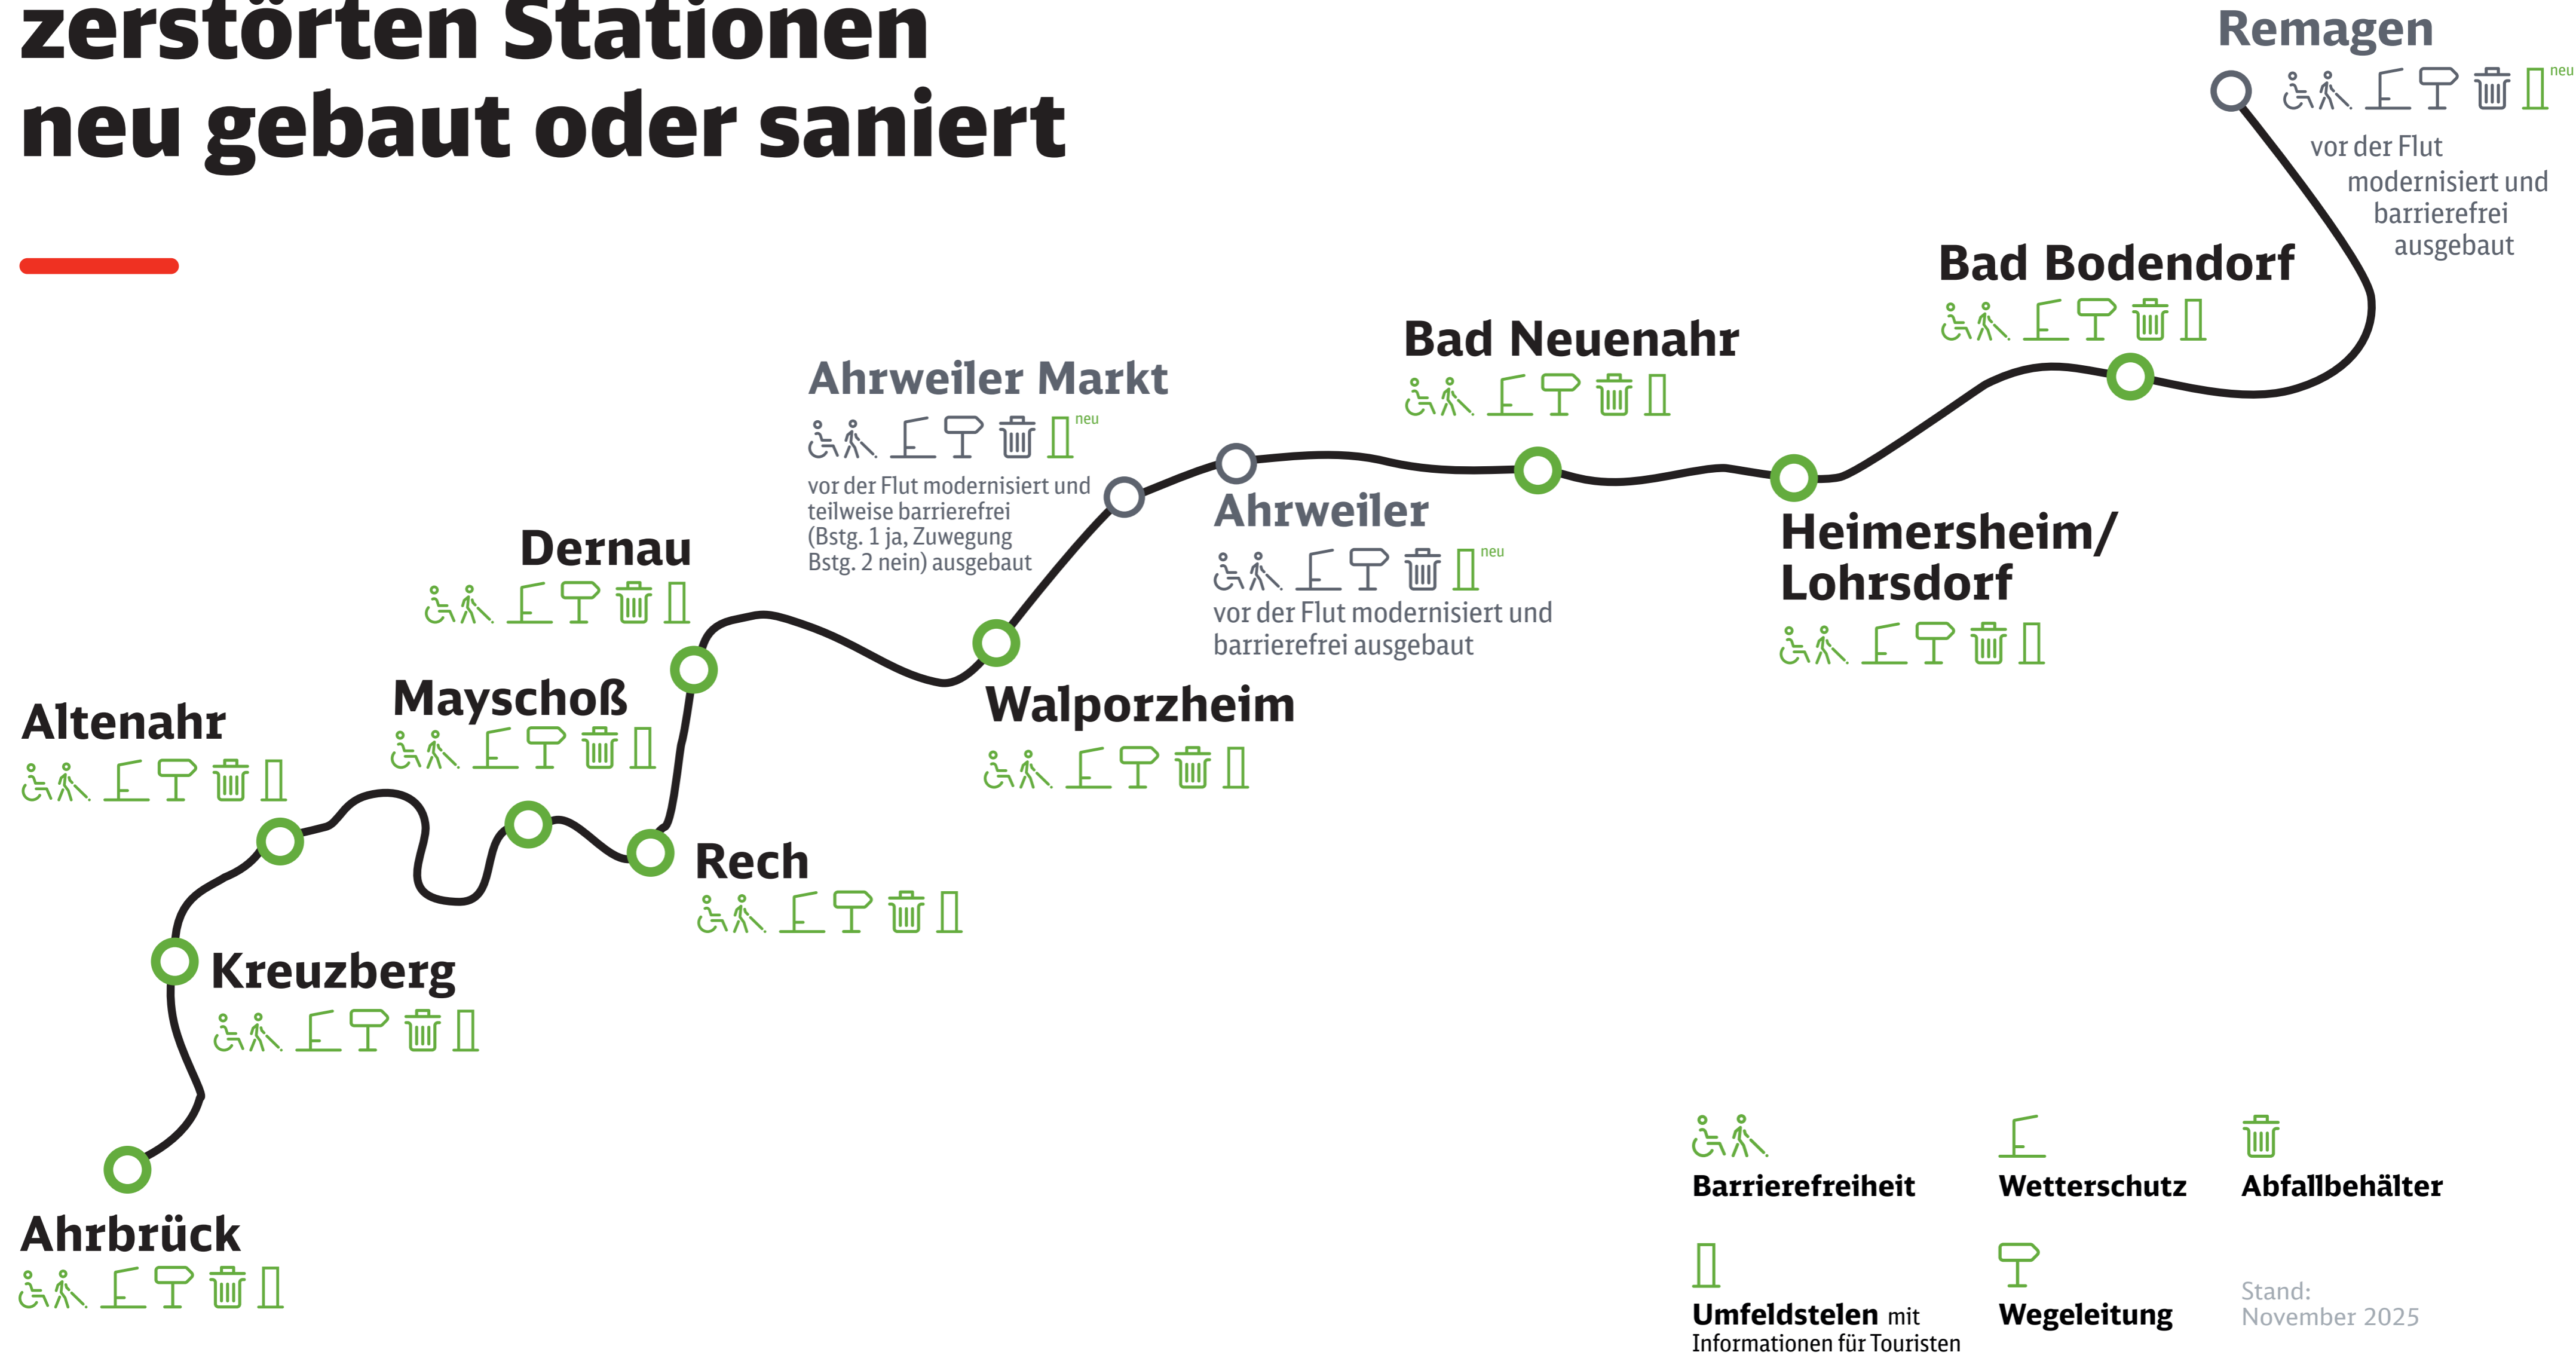 zerstörten Stationen
neu gebaut oder saniert
Remagen
neu
vor der Flut
modernisiert und
barrierefrei
ausgebaut
Bad Bodendorf
Bad Neuenahr
Ahrweiler Markt
neu
vor der Flut modernisiert und
teilweise barrierefrei
(Bstg. 1 ja, Zuwegung
Bstg. 2 nein) ausgebaut
Ahrweiler
neu
vor der Flut modernisiert und
barrierefrei ausgebaut
Heimersheim/
Lohrsdorf
Dernau
Walporzheim
Mayschoß
Altenahr
Rech
Kreuzberg
Ahrbrück
Barrierefreiheit
Wetterschutz
Abfallbehälter
Umfeldstelen mit
Informationen für Touristen
Wegeleitung
Stand:
November 2025